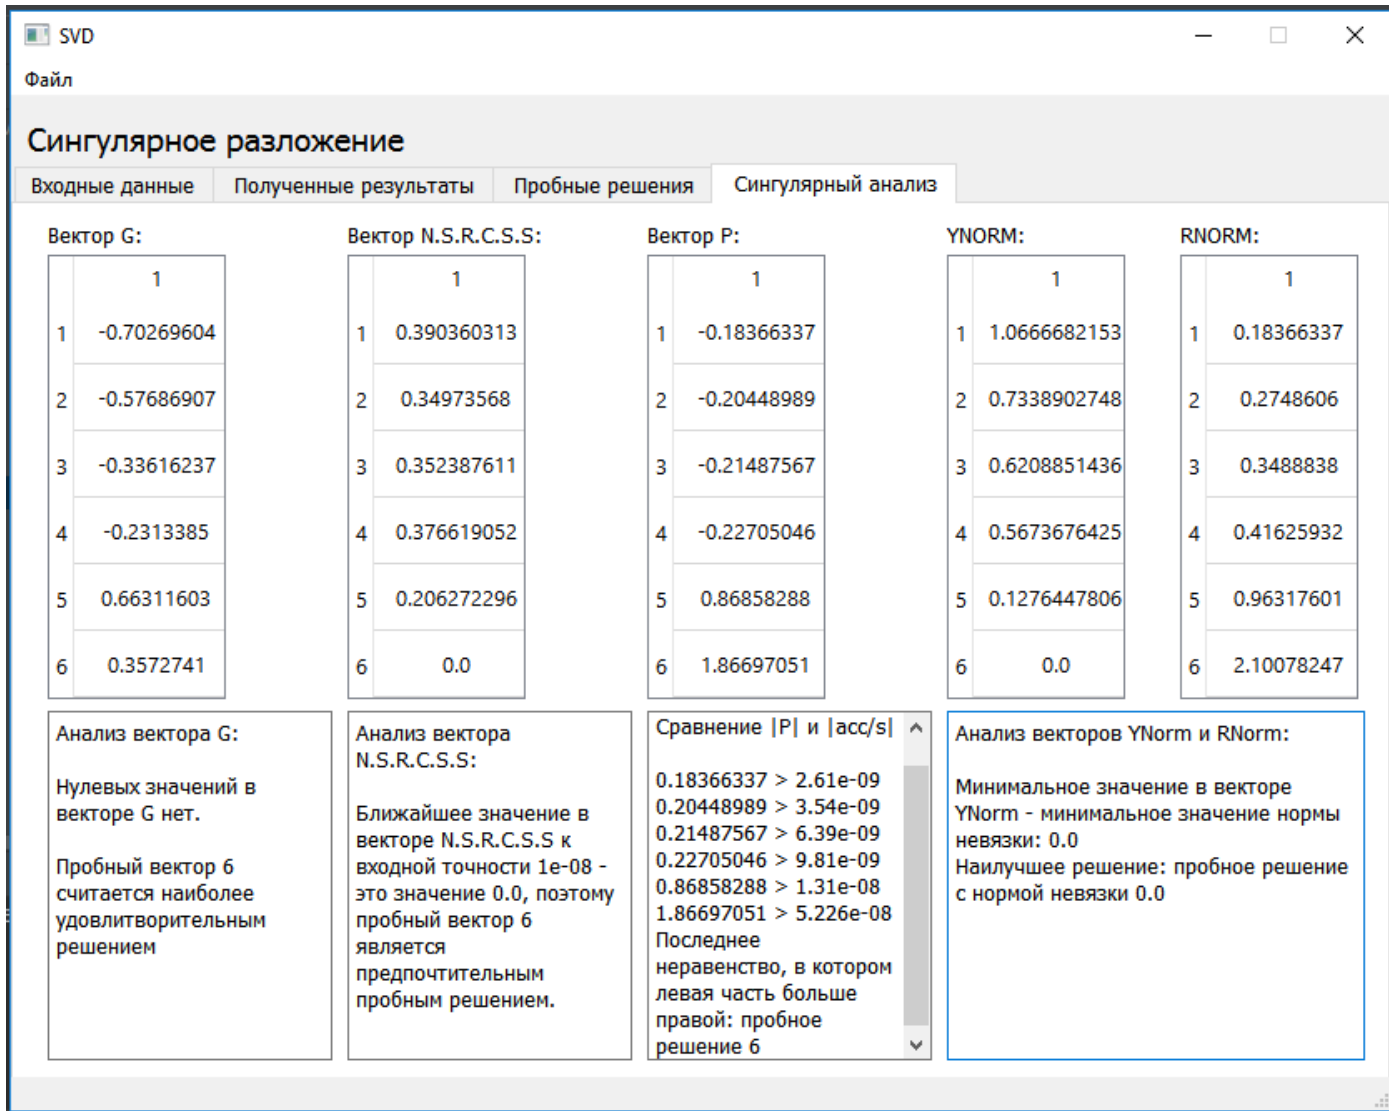 SVD
Файл
Сингулярное разложение
Входные данные
Полученные результаты
Пробные решения
Сингулярный анализ
Вектор G:
1
1 -0.70269604
2 -0.57686907
3 -0.33616237
4 -0.2313385
5 0.66311603
6 0.3572741
Вектор N.S.R.C.S.S:
1
1 0.390360313
2 0.34973568
3 0.352387611
4 0.376619052
5 0.206272296
6 0.0
Вектор P:
1
1 -0.18366337
2 -0.20448989
3 -0.21487567
4 -0.22705046
5 0.86858288
6 1.86697051
YNORM:
1
1 1.0666682153
2 0.7338902748
3 0.6208851436
4 0.5673676425
5 0.1276447806
6 0.0
RNORM:
1
1 0.18366337
2 0.2748606
3 0.3488838
4 0.41625932
5 0.96317601
6 2.10078247
Анализ вектора G:
Нулевых значений в
векторе G нет.
Пробный вектор 6
считается наиболее
удовлитворительным
решением
Анализ вектора
N.S.R.C.S.S:
Ближайшее значение в
векторе N.S.R.C.S.S к
входной точности 1e-08 -
это значение 0.0, поэтому
пробный вектор 6
является
предпочтительным
пробным решением.
Сравнение |P| и |acc/s|
0.18366337 > 2.61e-09
0.20448989 > 3.54e-09
0.21487567 > 6.39e-09
0.22705046 > 9.81e-09
0.86858288 > 1.31e-08
1.86697051 > 5.226e-08
Последнее
неравенство, в котором
левая часть больше
правой: пробное
решение 6
Анализ векторов YNorm и RNorm:
Минимальное значение в векторе
YNorm - минимальное значение нормы
невязки: 0.0
Наилучшее решение: пробное решение
с нормой невязки 0.0